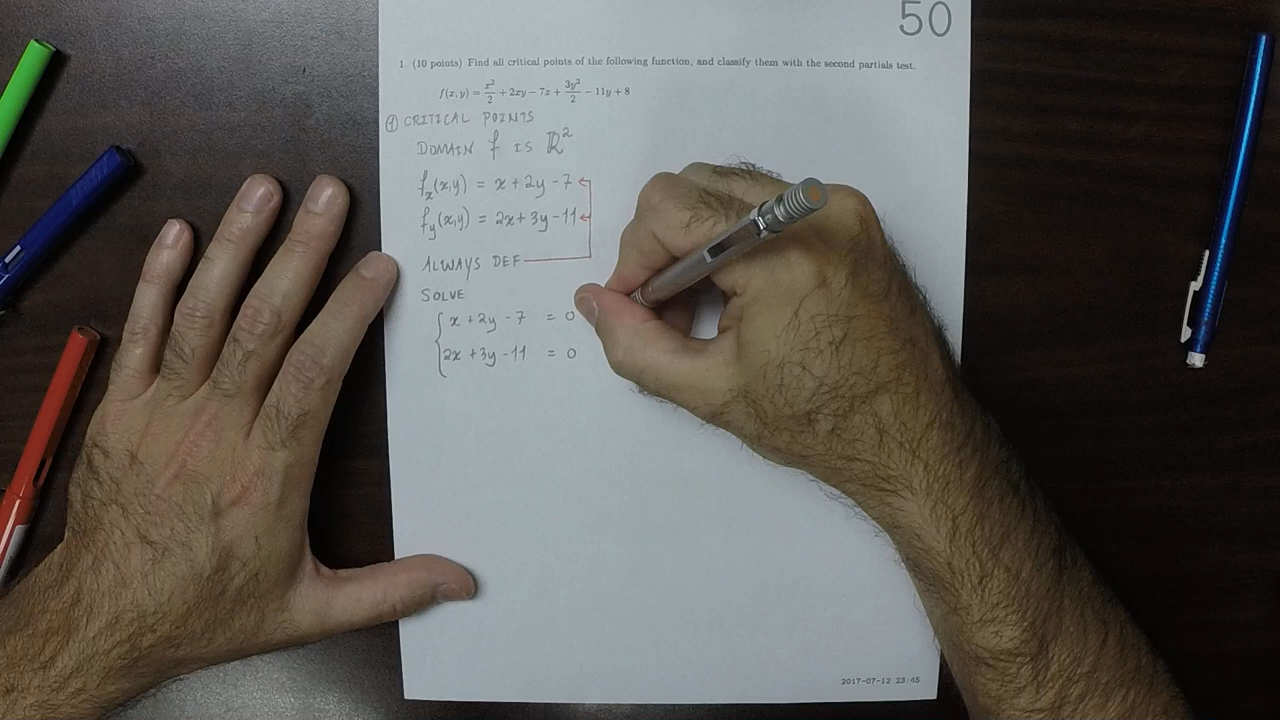 50
1. (10 points) Find all critical points of the following function, and classify them with the second partials test.
f(x, y) = x²/2 + 2xy − 7x + 3y²/2 − 11y + 8
① CRITICAL POINTS
DOMAIN f IS ℝ²
fₓ(x,y) = x + 2y − 7
f_y(x,y) = 2x + 3y − 11
ALWAYS DEF
SOLVE
{ x + 2y − 7 = 0
2x + 3y − 11 = 0
2017-07-12 23:45